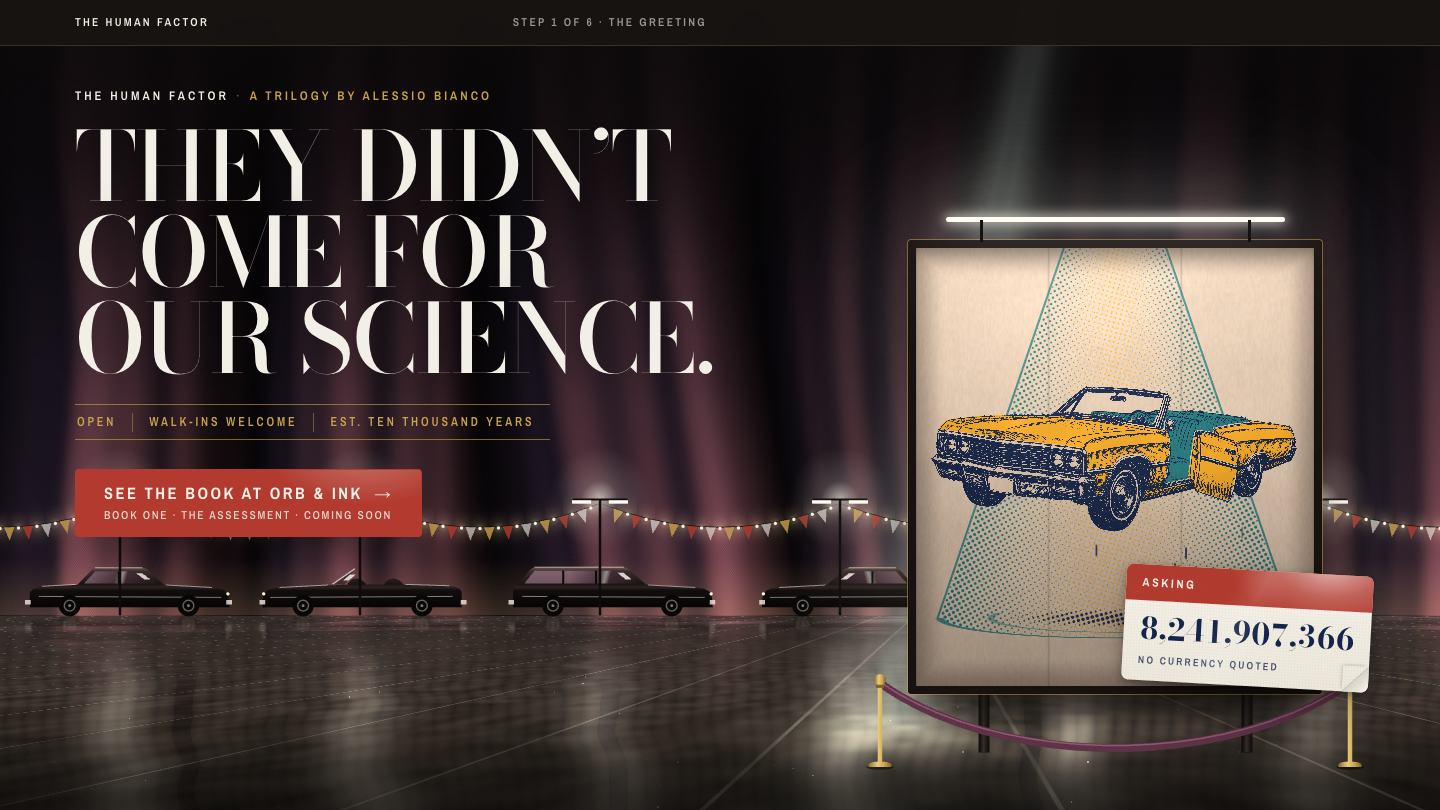 THE HUMAN FACTOR
STEP 1 OF 6 · THE GREETING
THE HUMAN FACTOR · A TRILOGY BY ALESSIO BIANCO
THEY DIDN’T
COME FOR
OUR SCIENCE.
OPEN
WALK-INS WELCOME
EST. TEN THOUSAND YEARS
SEE THE BOOK AT ORB & INK →
BOOK ONE · THE ASSESSMENT · COMING SOON
ASKING
8,241,907,366
NO CURRENCY QUOTED